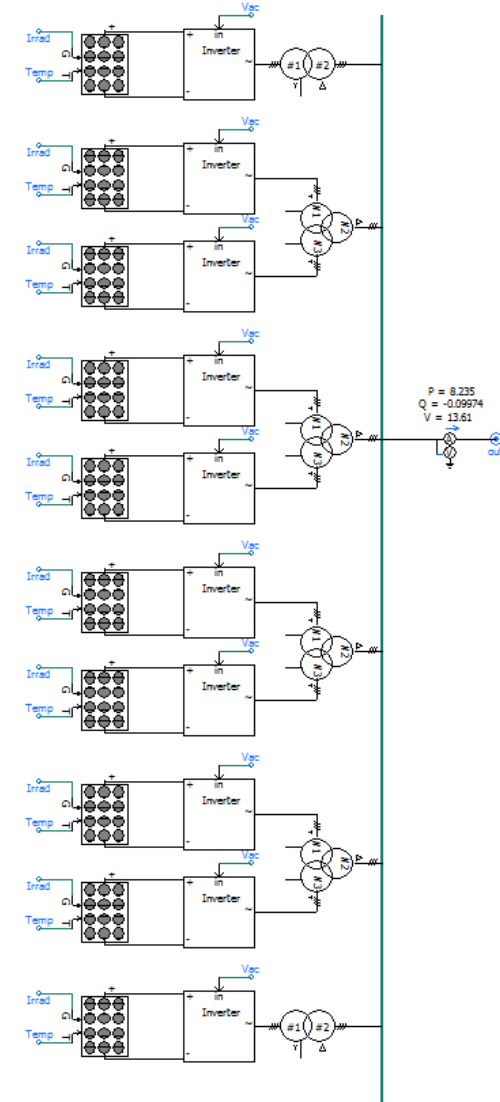 Vac
Irrad + + in
G Inverter #1 #2
Temp T - ~ Y Δ
Vac
Irrad + + in
G Inverter
Temp T - ~ #1
#2 Δ
Vac
Irrad + + in #3
G Inverter
Temp T - ~
Vac
Irrad + + in
G Inverter
Temp T - ~ #1
P = 8.235
Q = -0.09974
V = 13.61
#2 Δ A
V
Vac
Irrad + + in #3
G Inverter
Temp T - ~
Vac
Irrad + + in
G Inverter
Temp T - ~ #1
#2 Δ
Vac
Irrad + + in #3
G Inverter
Temp T - ~
Vac
Irrad + + in
G Inverter
Temp T - ~ #1
#2 Δ
Vac
Irrad + + in #3
G Inverter
Temp T - ~
Vac
Irrad + + in
G Inverter
Temp T - ~ #1 #2
Y Δ